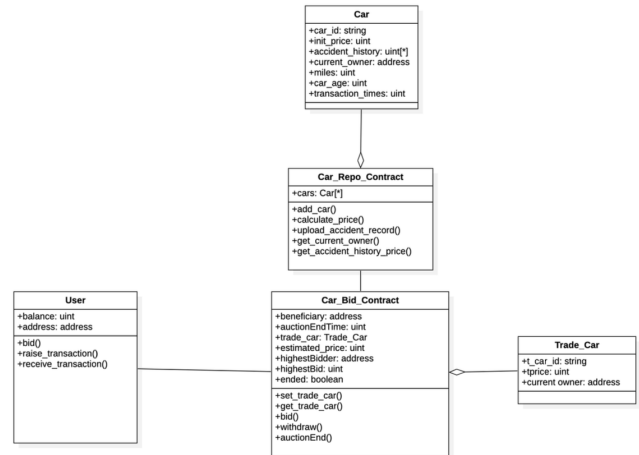 Car
+car_id: string
+init_price: uint
+accident_history: uint[*]
+current_owner: address
+miles: uint
+car_age: uint
+transaction_times: uint
Car_Repo_Contract
+cars: Car[*]
+add_car()
+calculate_price()
+upload_accident_record()
+get_current_owner()
+get_accident_history_price()
User
+balance: uint
+address: address
+bid()
+raise_transaction()
+receive_transaction()
Car_Bid_Contract
+beneficiary: address
+auctionEndTime: uint
+trade_car: Trade_Car
+estimated_price: uint
+highestBidder: address
+highestBid: uint
+ended: boolean
+set_trade_car()
+get_trade_car()
+bid()
+withdraw()
+auctionEnd()
Trade_Car
+t_car_id: string
+tprice: uint
+current owner: address